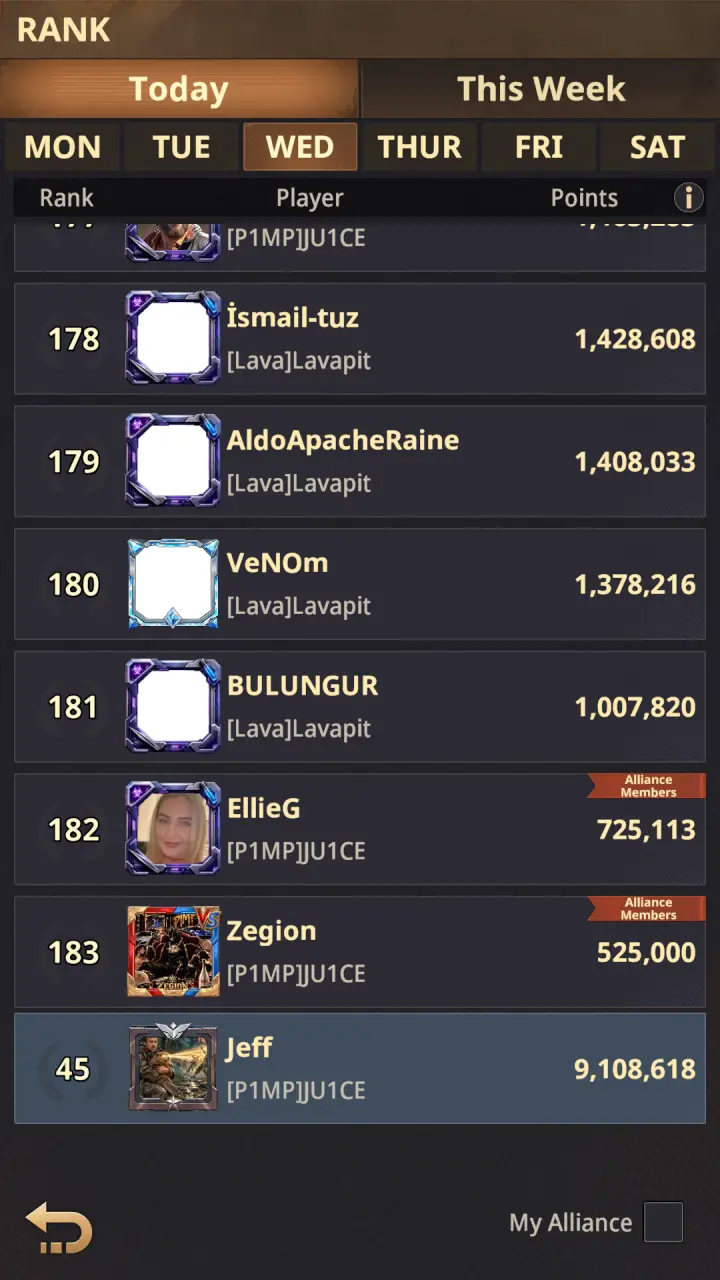 RANK
Today
This Week
MON TUE WED THUR FRI SAT
Rank Player Points
[P1MP]JU1CE
178
İsmail-tuz
[Lava]Lavapit
1,428,608
179
AldoApacheRaine
[Lava]Lavapit
1,408,033
180
VeNOm
[Lava]Lavapit
1,378,216
181
BULUNGUR
[Lava]Lavapit
1,007,820
182
EllieG
[P1MP]JU1CE
Alliance
Members
725,113
183
Zegion
[P1MP]JU1CE
Alliance
Members
525,000
45
Jeff
[P1MP]JU1CE
9,108,618
My Alliance